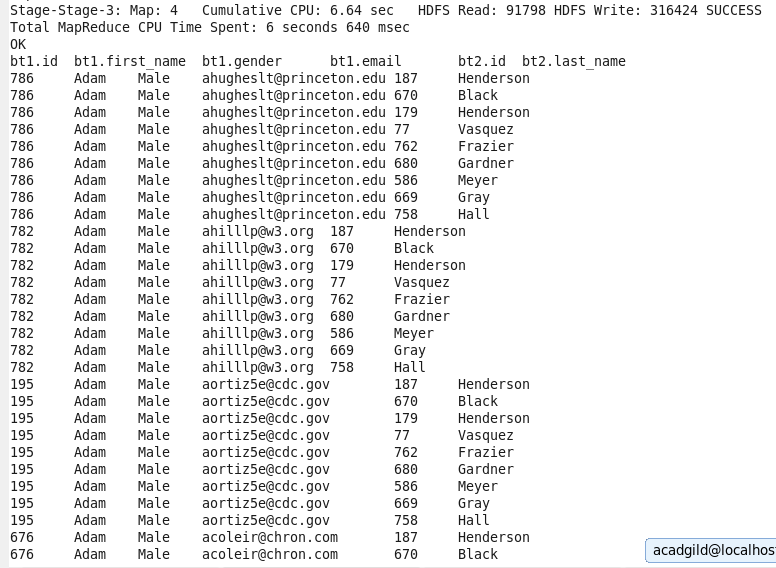 Stage-Stage-3: Map: 4   Cumulative CPU: 6.64 sec   HDFS Read: 91798 HDFS Write: 316424 SUCCESS
Total MapReduce CPU Time Spent: 6 seconds 640 msec
OK
bt1.id  bt1.first_name  bt1.gender      bt1.email       bt2.id  bt2.last_name
786     Adam    Male    ahugheslt@princeton.edu 187     Henderson
786     Adam    Male    ahugheslt@princeton.edu 670     Black
786     Adam    Male    ahugheslt@princeton.edu 179     Henderson
786     Adam    Male    ahugheslt@princeton.edu 77      Vasquez
786     Adam    Male    ahugheslt@princeton.edu 762     Frazier
786     Adam    Male    ahugheslt@princeton.edu 680     Gardner
786     Adam    Male    ahugheslt@princeton.edu 586     Meyer
786     Adam    Male    ahugheslt@princeton.edu 669     Gray
786     Adam    Male    ahugheslt@princeton.edu 758     Hall
782     Adam    Male    ahilllp@w3.org  187     Henderson
782     Adam    Male    ahilllp@w3.org  670     Black
782     Adam    Male    ahilllp@w3.org  179     Henderson
782     Adam    Male    ahilllp@w3.org  77      Vasquez
782     Adam    Male    ahilllp@w3.org  762     Frazier
782     Adam    Male    ahilllp@w3.org  680     Gardner
782     Adam    Male    ahilllp@w3.org  586     Meyer
782     Adam    Male    ahilllp@w3.org  669     Gray
782     Adam    Male    ahilllp@w3.org  758     Hall
195     Adam    Male    aortiz5e@cdc.gov        187     Henderson
195     Adam    Male    aortiz5e@cdc.gov        670     Black
195     Adam    Male    aortiz5e@cdc.gov        179     Henderson
195     Adam    Male    aortiz5e@cdc.gov        77      Vasquez
195     Adam    Male    aortiz5e@cdc.gov        762     Frazier
195     Adam    Male    aortiz5e@cdc.gov        680     Gardner
195     Adam    Male    aortiz5e@cdc.gov        586     Meyer
195     Adam    Male    aortiz5e@cdc.gov        669     Gray
195     Adam    Male    aortiz5e@cdc.gov        758     Hall
676     Adam    Male    acoleir@chron.com       187     Henderson
676     Adam    Male    acoleir@chron.com       670     Black
acadgild@localhos